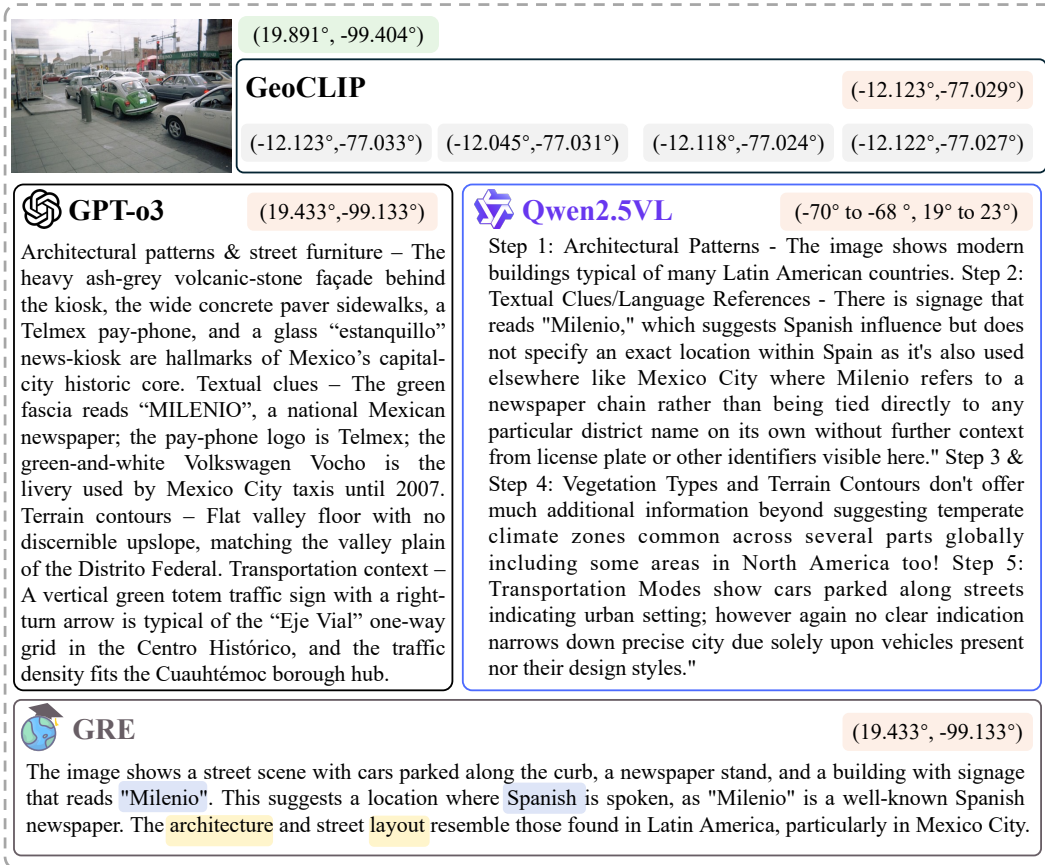 (19.891°, -99.404°)
GeoCLIP
(-12.123°,-77.029°)
(-12.123°,-77.033°) (-12.045°,-77.031°) (-12.118°,-77.024°) (-12.122°,-77.027°)
GPT-o3
(19.433°,-99.133°)
Architectural patterns & street furniture – The
heavy ash-grey volcanic-stone façade behind
the kiosk, the wide concrete paver sidewalks, a
Telmex pay-phone, and a glass “estanquillo”
news-kiosk are hallmarks of Mexico’s capital-
city historic core. Textual clues – The green
fascia reads “MILENIO”, a national Mexican
newspaper; the pay-phone logo is Telmex; the
green-and-white Volkswagen Vocho is the
livery used by Mexico City taxis until 2007.
Terrain contours – Flat valley floor with no
discernible upslope, matching the valley plain
of the Distrito Federal. Transportation context –
A vertical green totem traffic sign with a right-
turn arrow is typical of the “Eje Vial” one-way
grid in the Centro Histórico, and the traffic
density fits the Cuauhtémoc borough hub.
Qwen2.5VL
(-70° to -68 °, 19° to 23°)
Step 1: Architectural Patterns - The image shows modern
buildings typical of many Latin American countries. Step 2:
Textual Clues/Language References - There is signage that
reads "Milenio," which suggests Spanish influence but does
not specify an exact location within Spain as it's also used
elsewhere like Mexico City where Milenio refers to a
newspaper chain rather than being tied directly to any
particular district name on its own without further context
from license plate or other identifiers visible here." Step 3 &
Step 4: Vegetation Types and Terrain Contours don't offer
much additional information beyond suggesting temperate
climate zones common across several parts globally
including some areas in North America too! Step 5:
Transportation Modes show cars parked along streets
indicating urban setting; however again no clear indication
narrows down precise city due solely upon vehicles present
nor their design styles."
GRE
(19.433°, -99.133°)
The image shows a street scene with cars parked along the curb, a newspaper stand, and a building with signage
that reads "Milenio". This suggests a location where Spanish is spoken, as "Milenio" is a well-known Spanish
newspaper. The architecture and street layout resemble those found in Latin America, particularly in Mexico City.